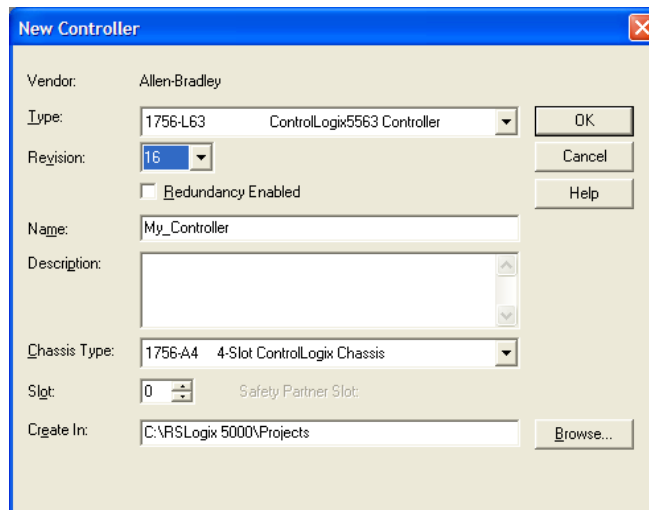 New Controller
Vendor: Allen-Bradley
Type: 1756-L63 ControlLogix5563 Controller OK
Revision: 16 Cancel
Redundancy Enabled Help
Name: My_Controller
Description:
Chassis Type: 1756-A4 4-Slot ControlLogix Chassis
Slot: 0 Safety Partner Slot:
Create In: C:\RSLogix 5000\Projects Browse...